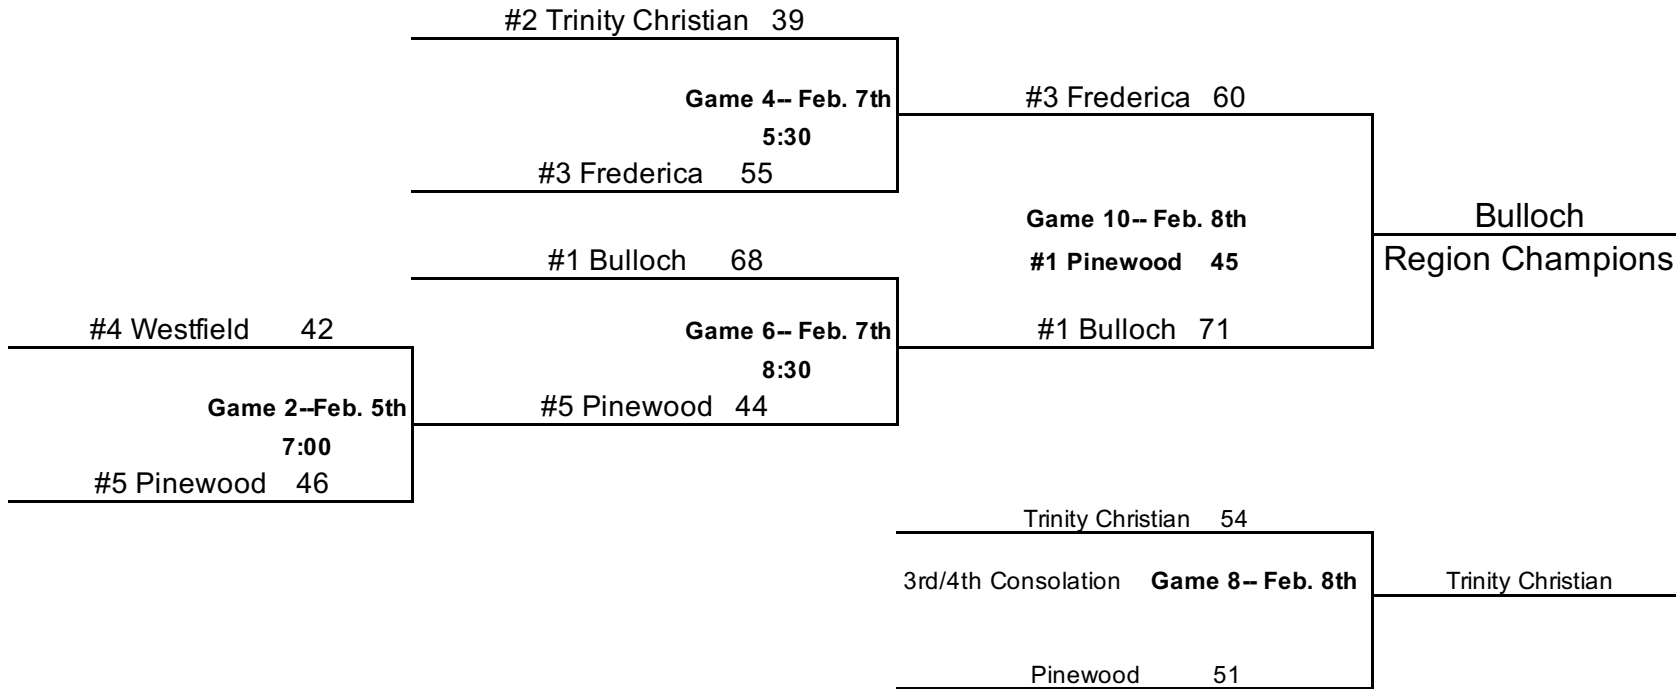 #2 Trinity Christian 39
Game 4-- Feb. 7th
5:30
#3 Frederica 55
#3 Frederica 60
Game 10-- Feb. 8th
#1 Pinewood 45
#1 Bulloch 71
Bulloch
Region Champions
#1 Bulloch 68
Game 6-- Feb. 7th
8:30
#5 Pinewood 44
#4 Westfield 42
Game 2--Feb. 5th
7:00
#5 Pinewood 46
Trinity Christian 54
3rd/4th Consolation Game 8-- Feb. 8th
Trinity Christian
Pinewood 51